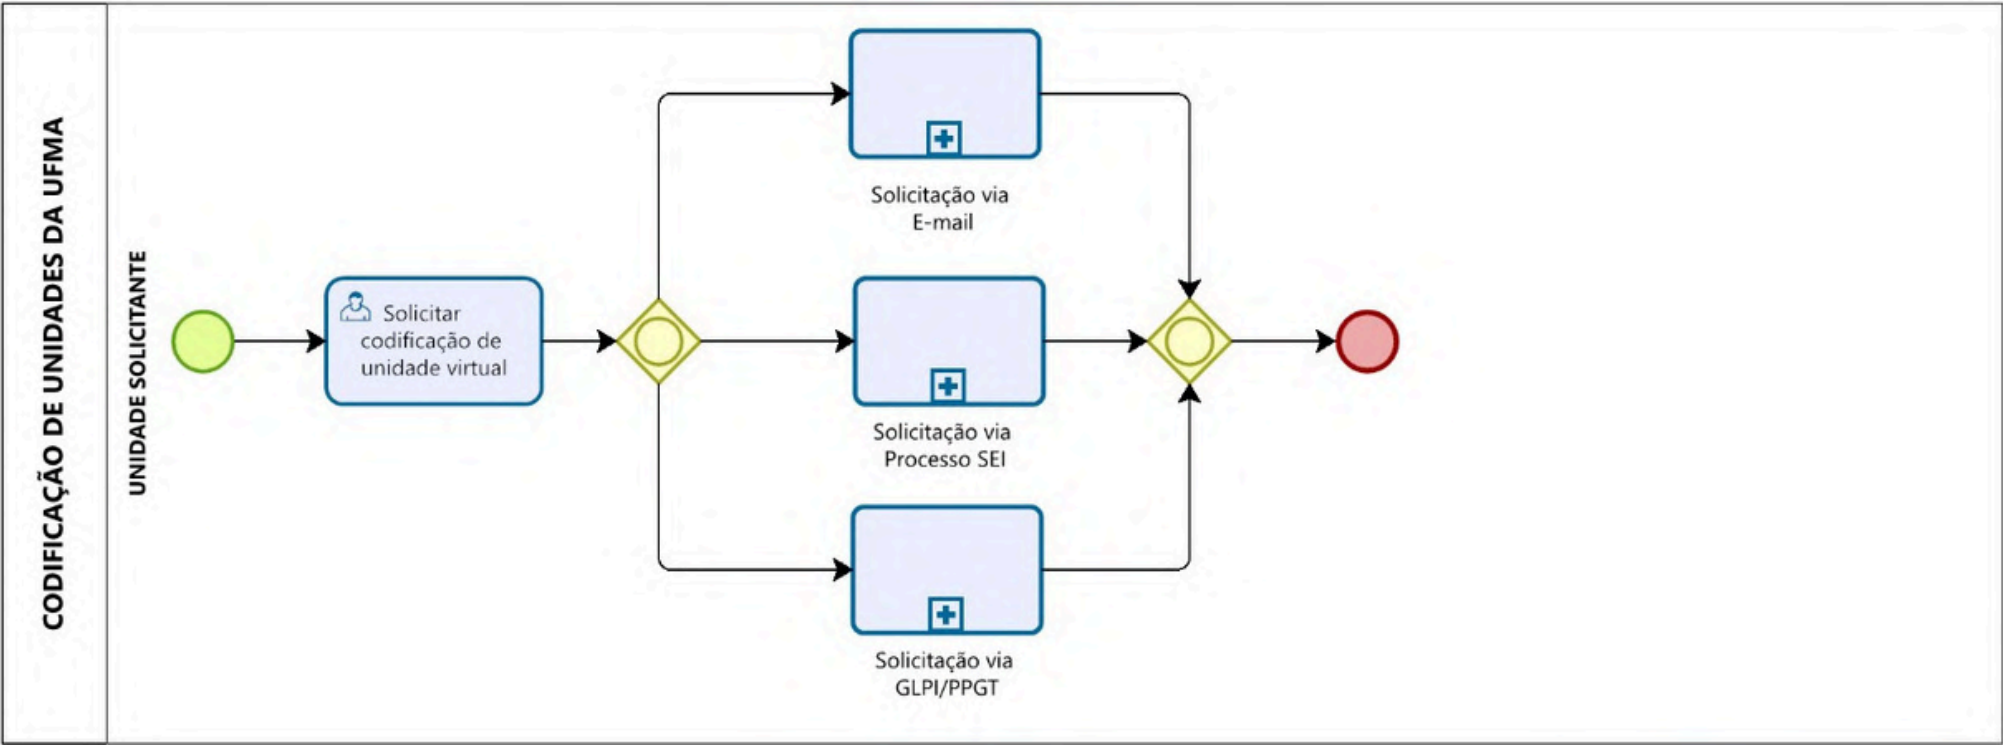 CODIFICAÇÃO DE UNIDADES DA UFMA
UNIDADE SOLICITANTE
Solicitar
codificação de
unidade virtual
Solicitação via
E-mail
Solicitação via
Processo SEI
Solicitação via
GLPI/PPGT